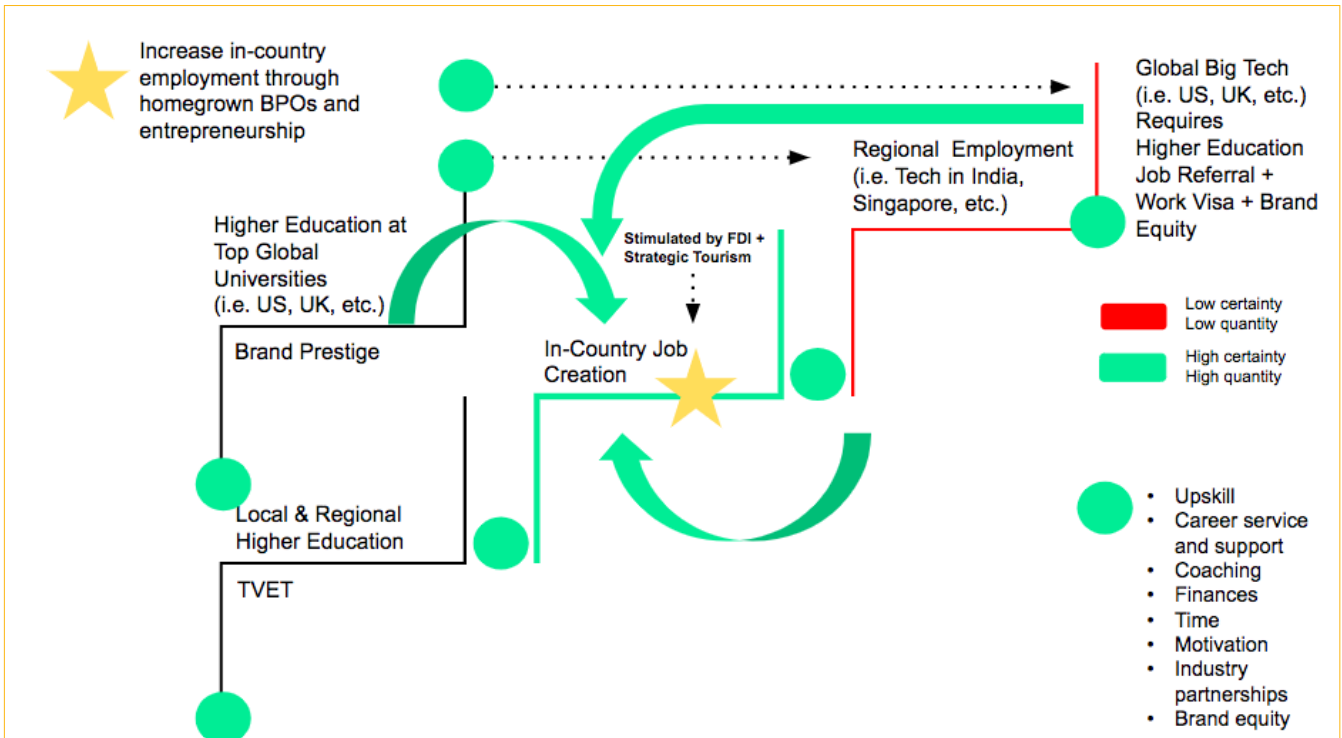 Increase in-country
employment through
homegrown BPOs and
entrepreneurship
Global Big Tech
(i.e. US, UK, etc.)
Requires
Higher Education
Job Referral +
Work Visa + Brand
Equity
Regional Employment
(i.e. Tech in India,
Singapore, etc.)
Higher Education at
Top Global
Universities
(i.e. US, UK, etc.)
Stimulated by FDI +
Strategic Tourism
Low certainty
Low quantity
High certainty
High quantity
Brand Prestige
In-Country Job
Creation
Local & Regional
Higher Education
TVET
• Upskill
• Career service
and support
• Coaching
• Finances
• Time
• Motivation
• Industry
partnerships
• Brand equity